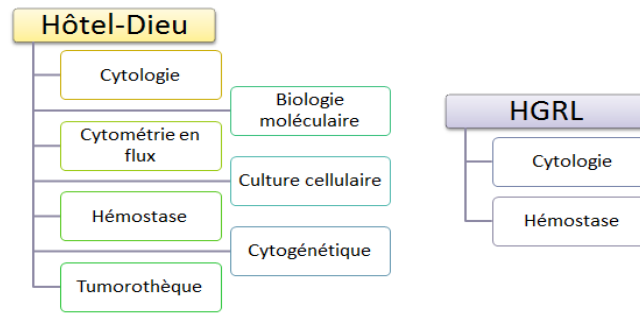 Hôtel-Dieu
Cytologie
Biologie
moléculaire
Cytométrie en
flux
Culture cellulaire
Hémostase
Cytogénétique
Tumorothèque
HGRL
Cytologie
Hémostase